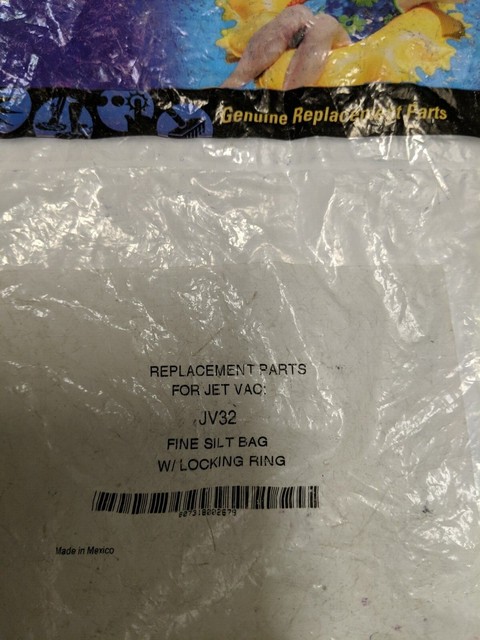 Genuine Replacement Parts
REPLACEMENT PARTS
FOR JET VAC:
JV32
FINE SILT BAG
W/ LOCKING RING
Made in Mexico